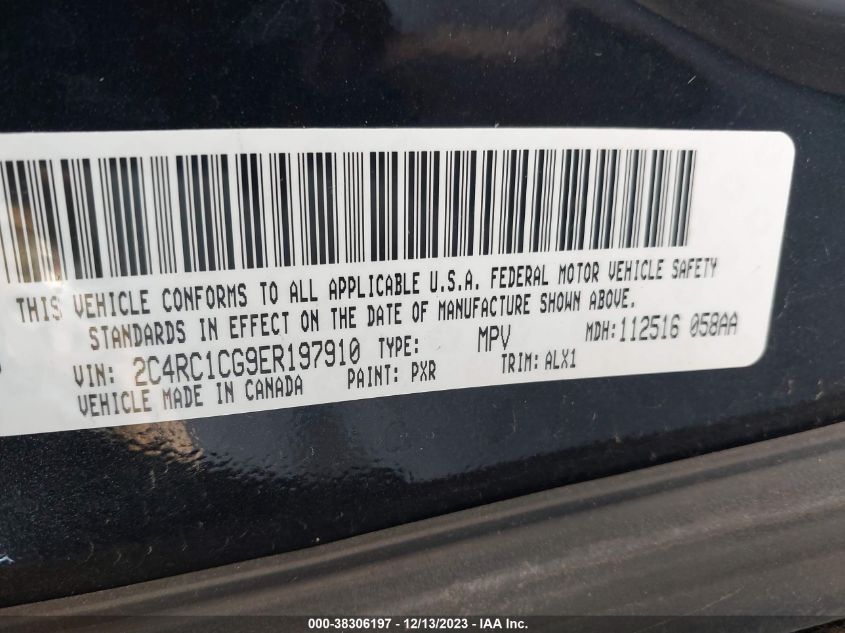 THIS VEHICLE CONFORMS TO ALL APPLICABLE U.S.A. FEDERAL MOTOR VEHICLE SAFETY
STANDARDS IN EFFECT ON THE DATE OF MANUFACTURE SHOWN ABOVE.
VIN: 2C4RC1CG9ER197910 TYPE: MPV MDH: 112516 058AA
VEHICLE MADE IN CANADA PAINT: PXR TRIM: ALX1
000-38306197 - 12/13/2023 - IAA Inc.